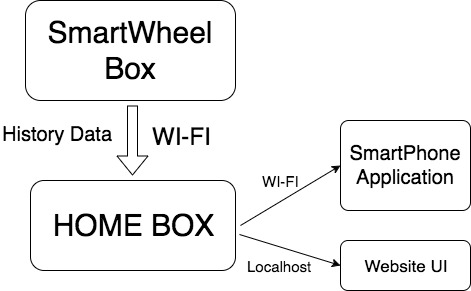 SmartWheel
Box
History Data
WI-FI
HOME BOX
WI-FI
SmartPhone
Application
Localhost
Website UI